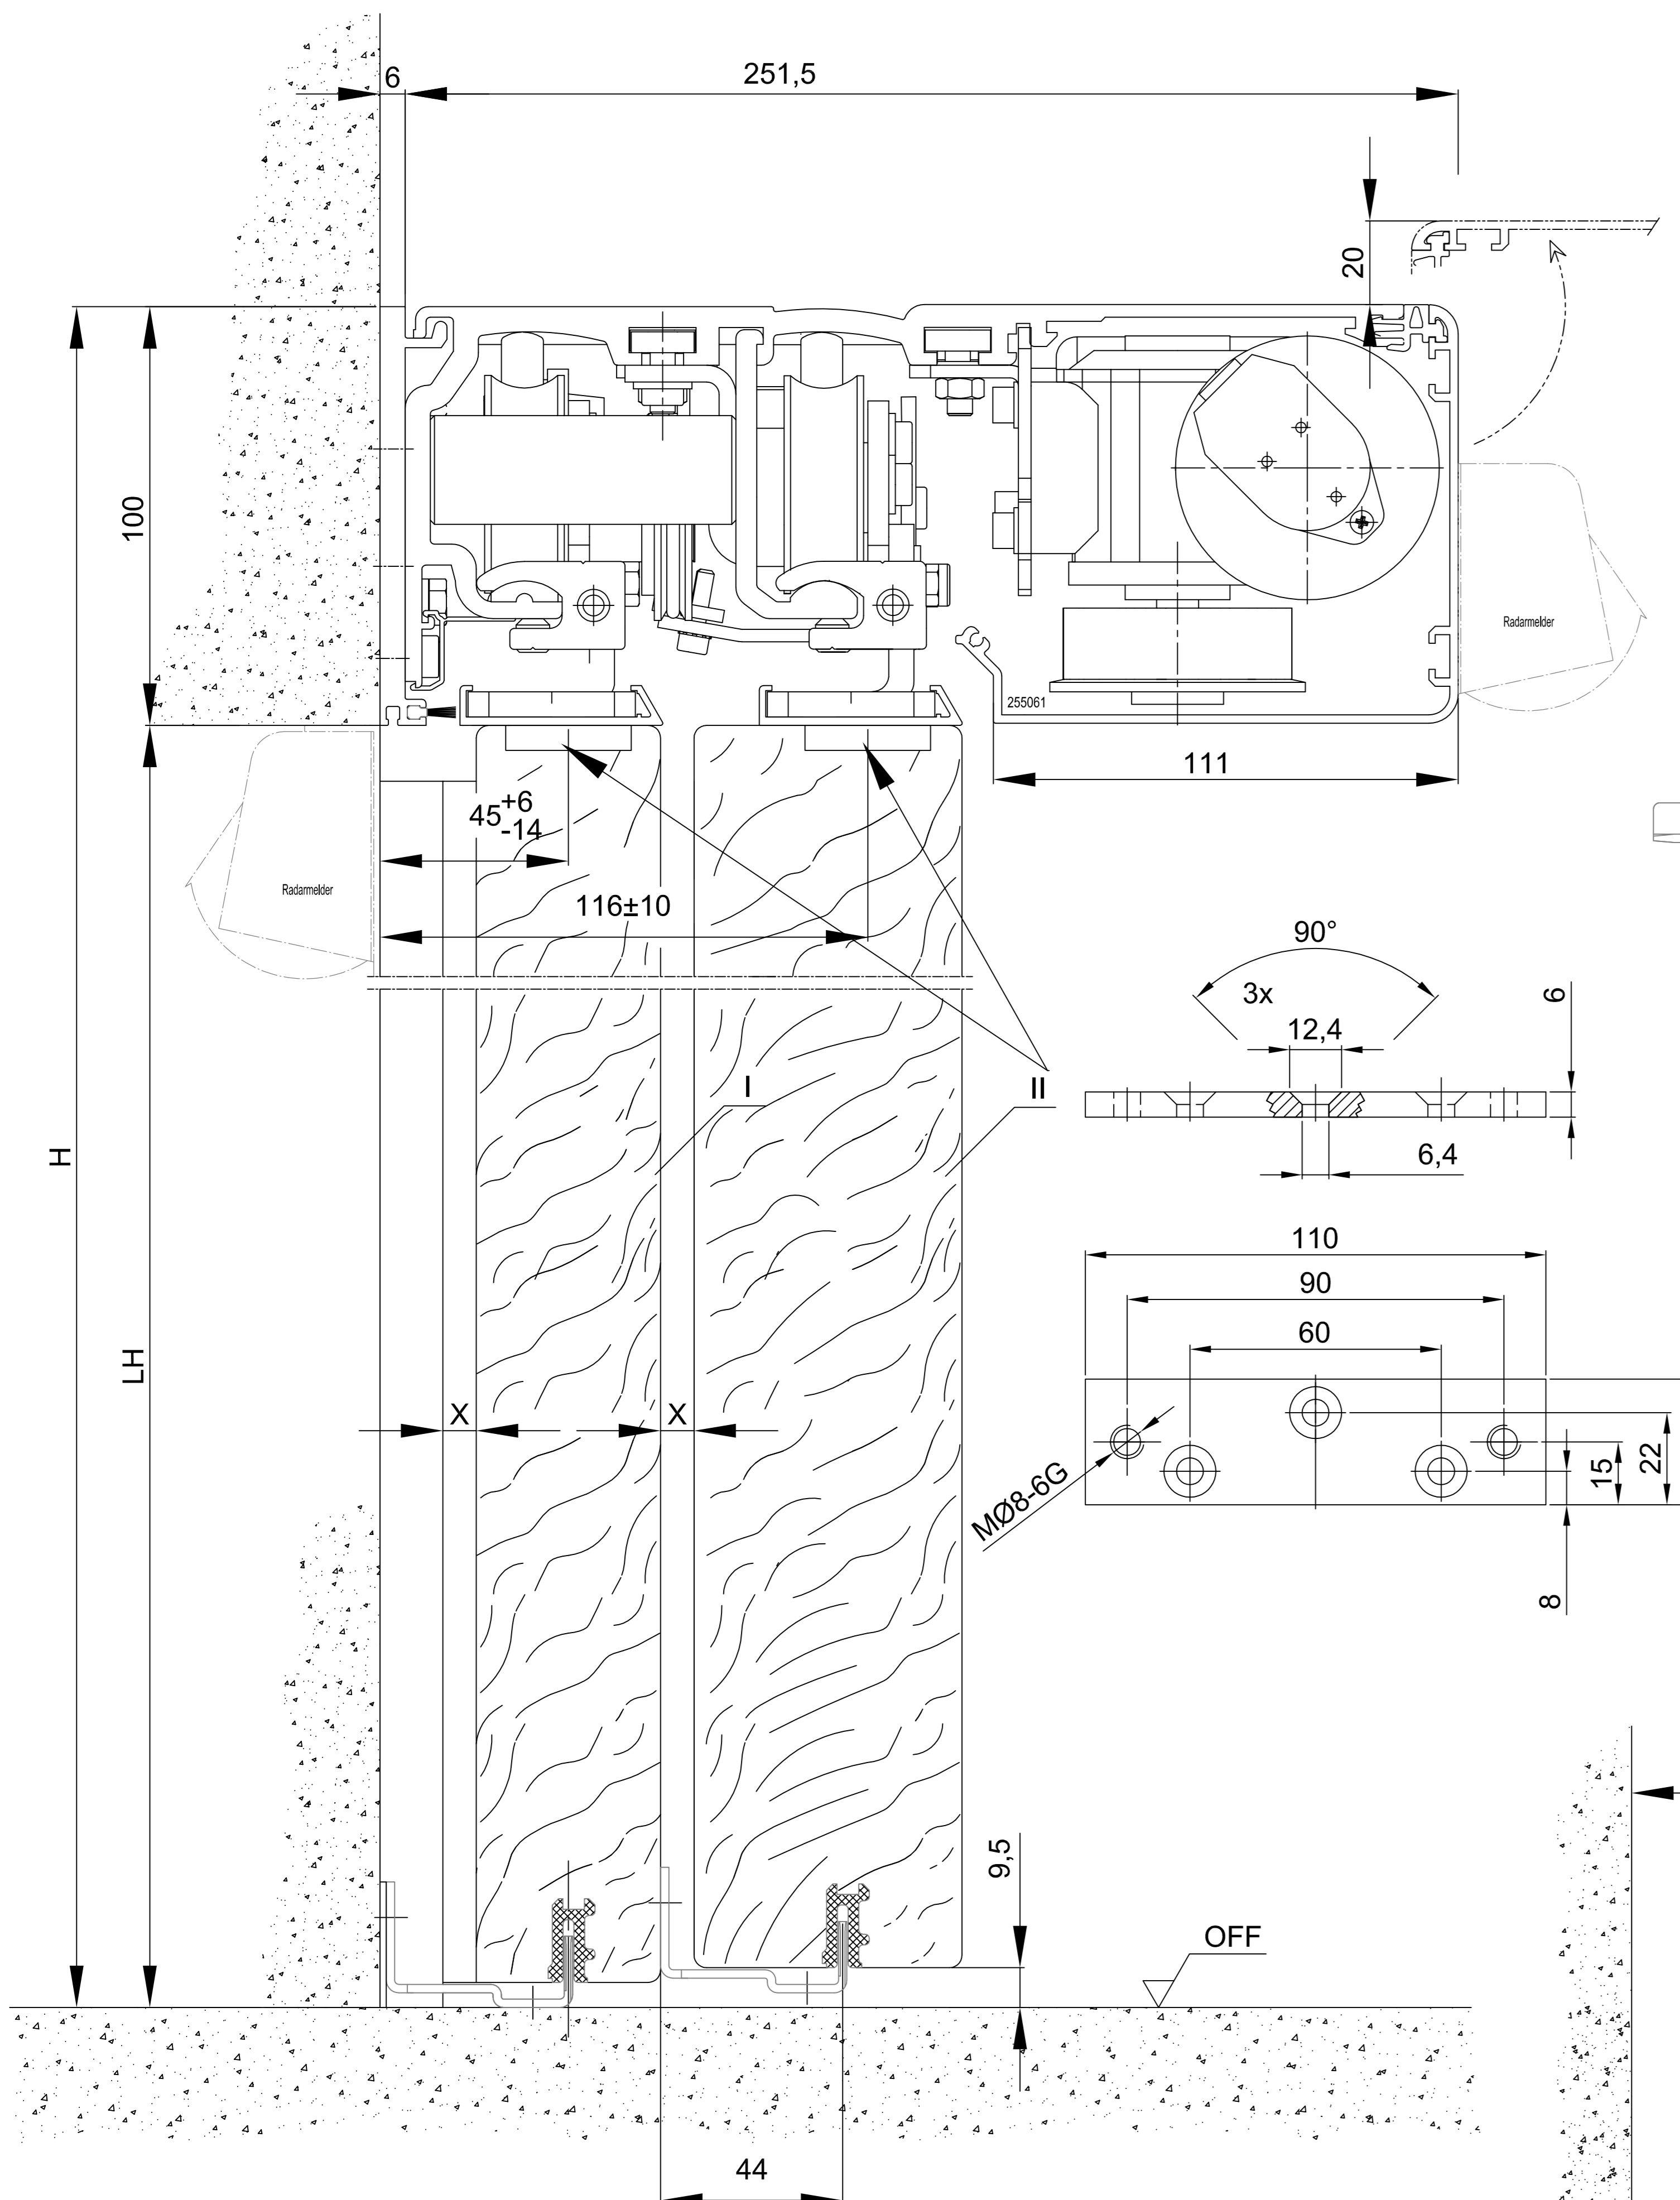 6
251,5
20
100
Radarmelder
255061
111
45 +6 -14
Radarmelder
116±10
90°
3x
6
12,4
I
II
6,4
H
110
90
60
LH
X
X
MØ8-6G
15
22
8
9,5
OFF
44